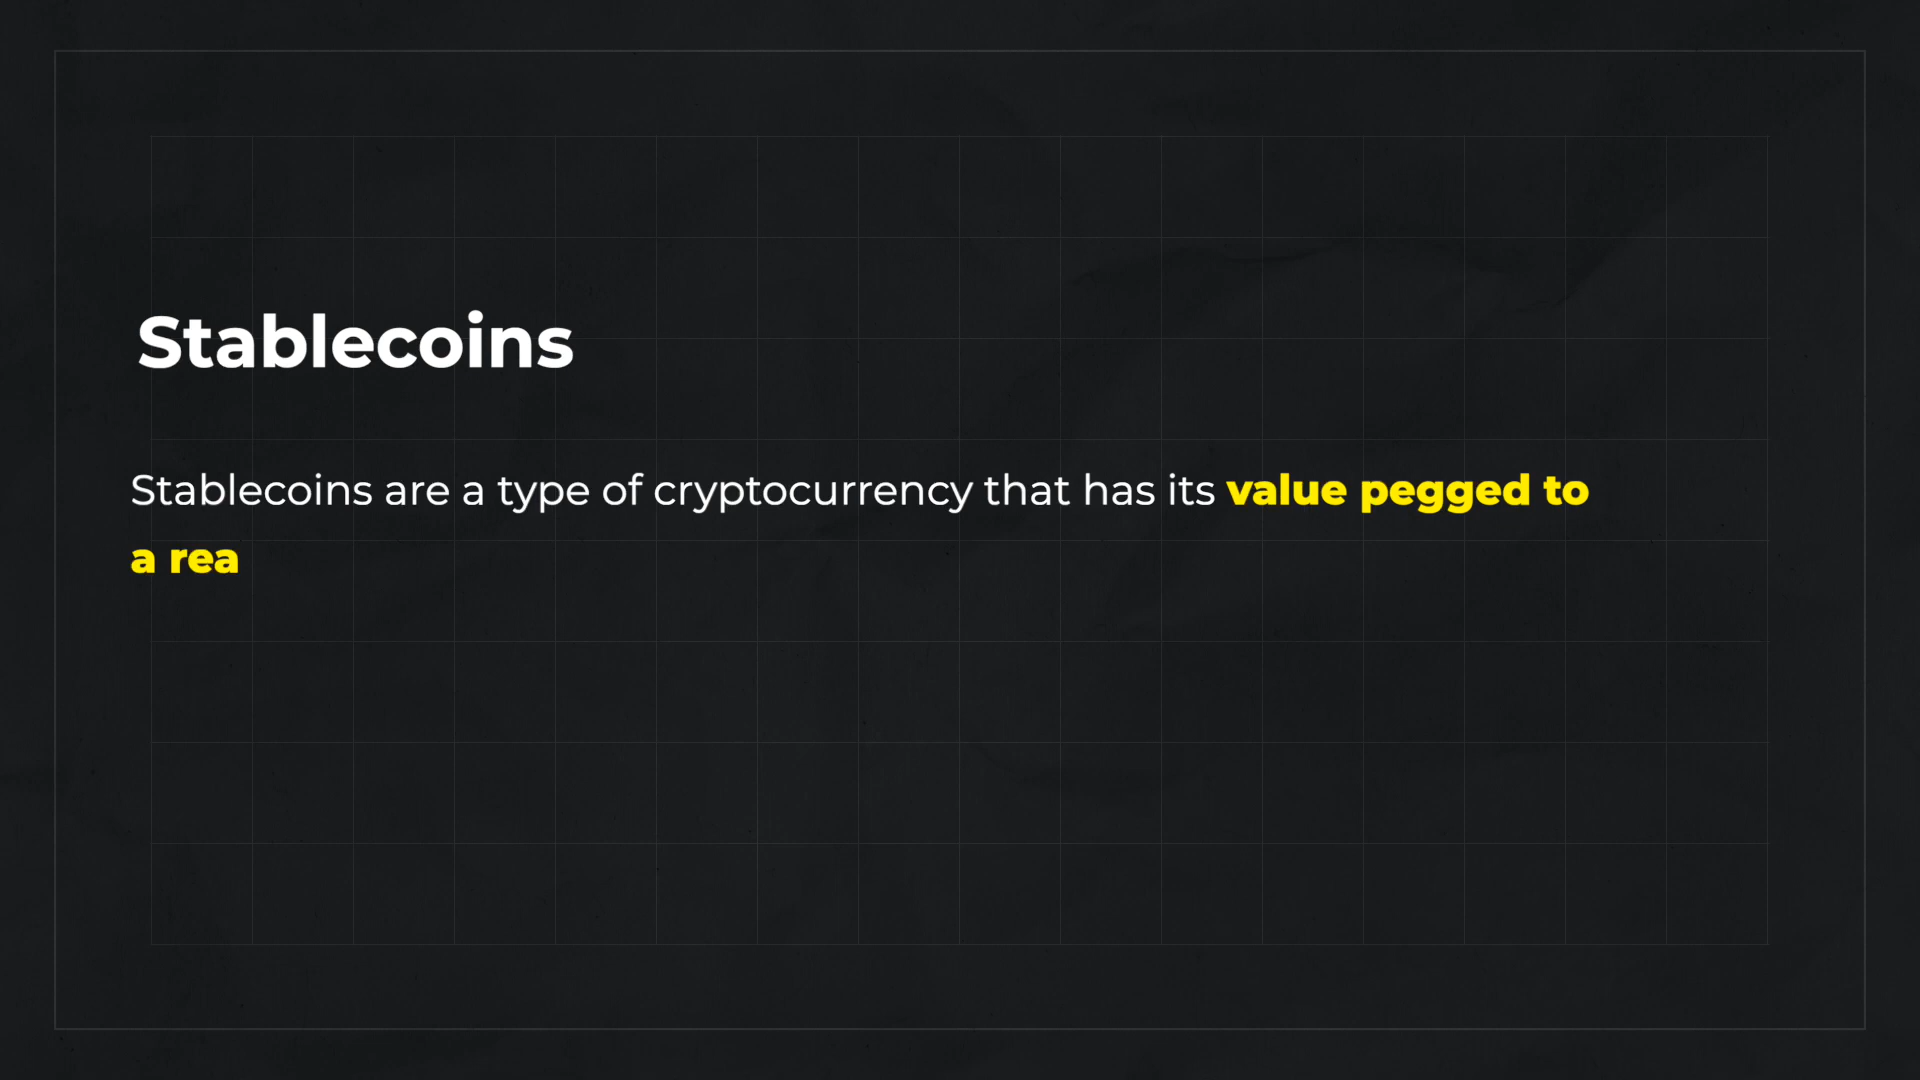 Stablecoins
Stablecoins are a type of cryptocurrency that has its value pegged to
a rea